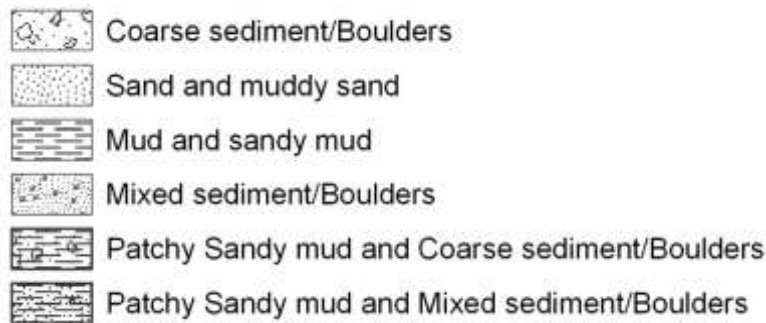 Coarse sediment/Boulders
Sand and muddy sand
Mud and sandy mud
Mixed sediment/Boulders
Patchy Sandy mud and Coarse sediment/Boulders
Patchy Sandy mud and Mixed sediment/Boulders